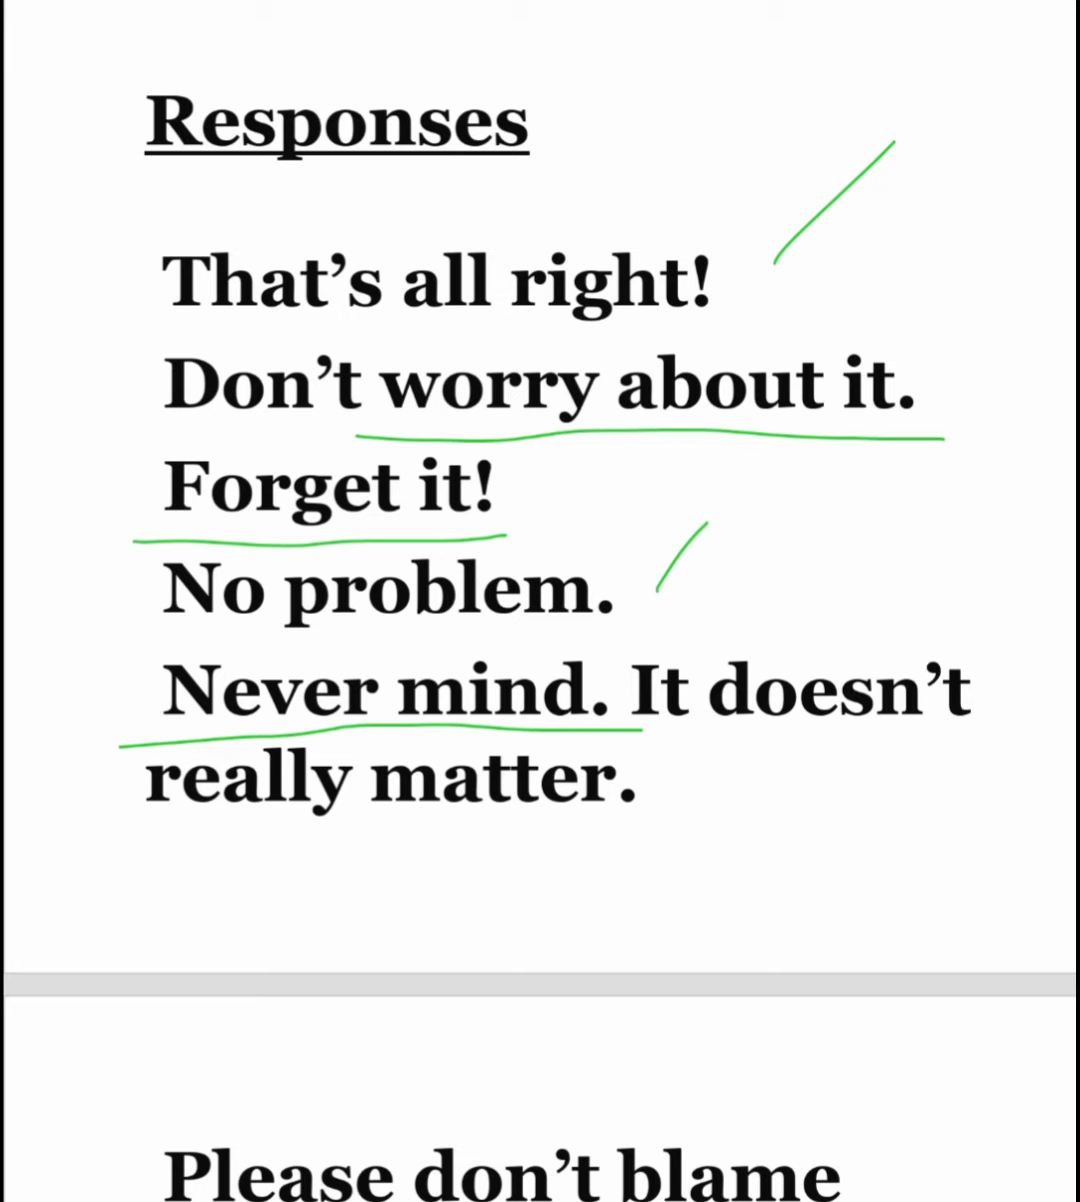 Responses
That’s all right!
Don’t worry about it.
Forget it!
No problem.
Never mind. It doesn’t
really matter.
Please don’t blame